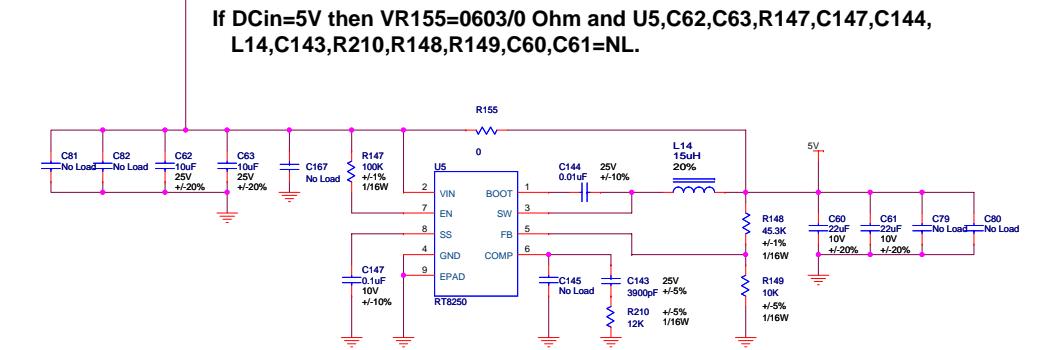 If DCin=5V then VR155=0603/0 Ohm and U5,C62,C63,R147,C147,C144,
L14,C143,R210,R148,R149,C60,C61=NL.
R155
0
5V
C81
No Load
C82
No Load
C62
10uF
25V
+/-20%
C63
10uF
25V
+/-20%
C167
No Load
R147
100K
+/-1%
1/16W
U5
2
VIN
7
EN
8
SS
4
GND
9
EPAD
BOOT
1
SW
3
FB
5
COMP
6
RT8250
C144
0.01uF
25V
+/-10%
L14
15uH
20%
R148
45.3K
+/-1%
1/16W
C60
22uF
10V
+/-20%
C61
22uF
10V
+/-20%
C79
No Load
C80
No Load
C147
0.1uF
10V
+/-10%
C145
No Load
C143
3900pF
25V
+/-5%
R210
12K
+/-5%
1/16W
R149
10K
+/-5%
1/16W